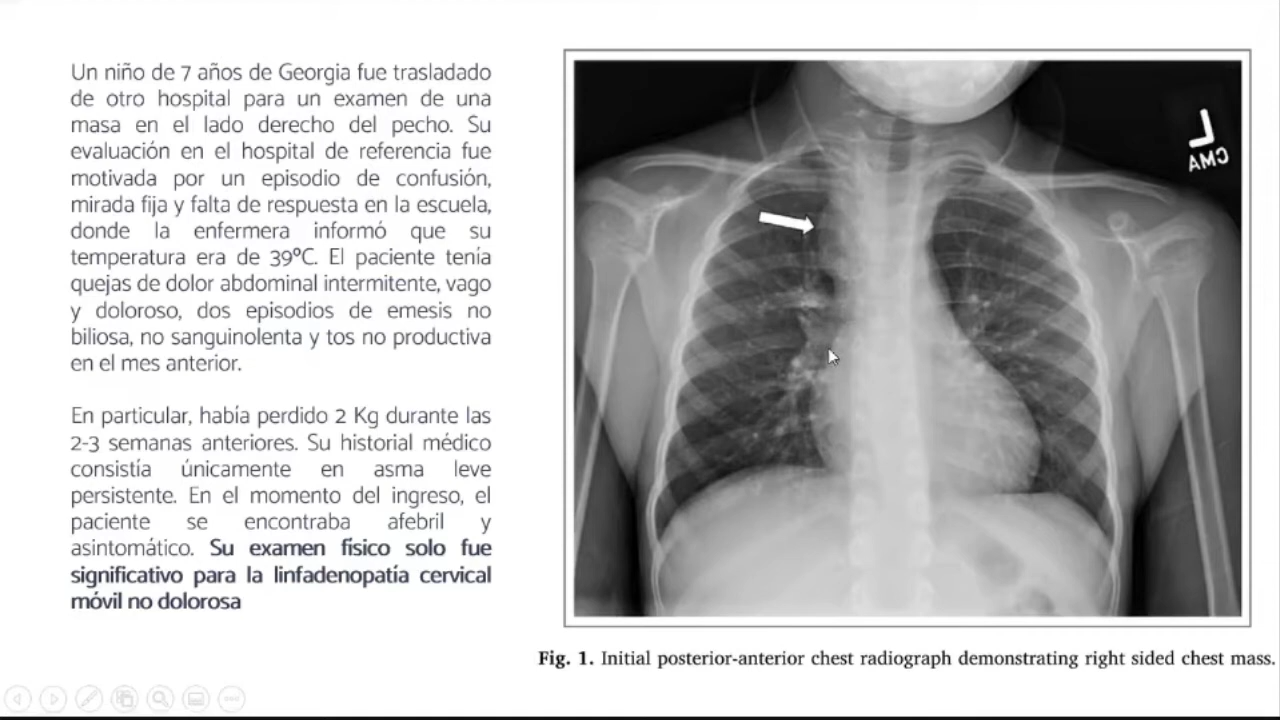 Un niño de 7 años de Georgia fue trasladado
de otro hospital para un examen de una
masa en el lado derecho del pecho. Su
evaluación en el hospital de referencia fue
motivada por un episodio de confusión,
mirada fija y falta de respuesta en la escuela,
donde la enfermera informó que su
temperatura era de 39°C. El paciente tenía
quejas de dolor abdominal intermitente, vago
y doloroso, dos episodios de emesis no
biliosa, no sanguinolenta y tos no productiva
en el mes anterior.
En particular, había perdido 2 Kg durante las
2-3 semanas anteriores. Su historial médico
consistía únicamente en asma leve
persistente. En el momento del ingreso, el
paciente se encontraba afebril y
asintomático. Su examen físico solo fue
significativo para la linfadenopatía cervical
móvil no dolorosa
L
CMA
Fig. 1. Initial posterior-anterior chest radiograph demonstrating right sided chest mass.